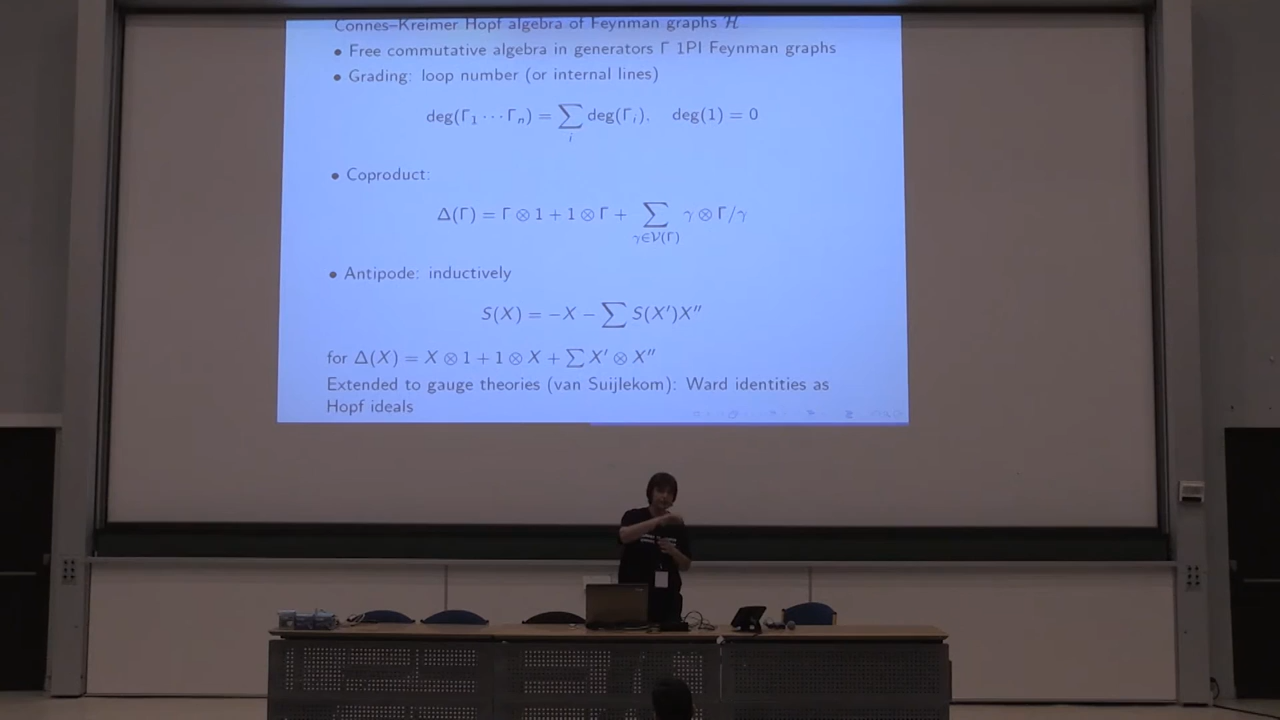 Connes–Kreimer Hopf algebra of Feynman graphs ℋ
• Free commutative algebra in generators Γ 1PI Feynman graphs
• Grading: loop number (or internal lines)
deg(Γ₁ ⋯ Γₙ) = ∑ᵢ deg(Γᵢ), deg(1) = 0
• Coproduct:
Δ(Γ) = Γ ⊗ 1 + 1 ⊗ Γ + ∑_{γ∈𝒱(Γ)} γ ⊗ Γ/γ
• Antipode: inductively
S(X) = −X − ∑ S(X′)X″
for Δ(X) = X ⊗ 1 + 1 ⊗ X + ∑ X′ ⊗ X″
Extended to gauge theories (van Suijlekom): Ward identities as
Hopf ideals